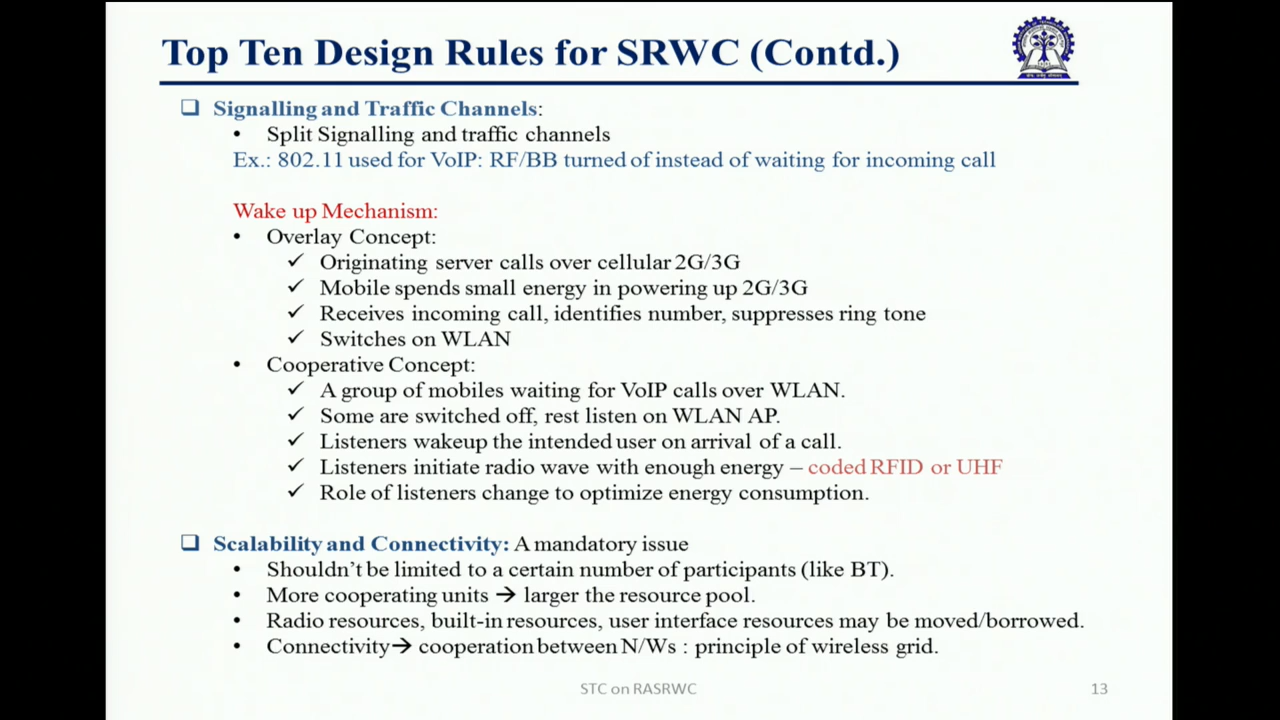 Top Ten Design Rules for SRWC (Contd.)
❑ Signalling and Traffic Channels:
• Split Signalling and traffic channels
Ex.: 802.11 used for VoIP: RF/BB turned of instead of waiting for incoming call
Wake up Mechanism:
• Overlay Concept:
✓ Originating server calls over cellular 2G/3G
✓ Mobile spends small energy in powering up 2G/3G
✓ Receives incoming call, identifies number, suppresses ring tone
✓ Switches on WLAN
• Cooperative Concept:
✓ A group of mobiles waiting for VoIP calls over WLAN.
✓ Some are switched off, rest listen on WLAN AP.
✓ Listeners wakeup the intended user on arrival of a call.
✓ Listeners initiate radio wave with enough energy – coded RFID or UHF
✓ Role of listeners change to optimize energy consumption.
❑ Scalability and Connectivity: A mandatory issue
• Shouldn't be limited to a certain number of participants (like BT).
• More cooperating units → larger the resource pool.
• Radio resources, built-in resources, user interface resources may be moved/borrowed.
• Connectivity→ cooperation between N/Ws : principle of wireless grid.
STC on RASRWC
13